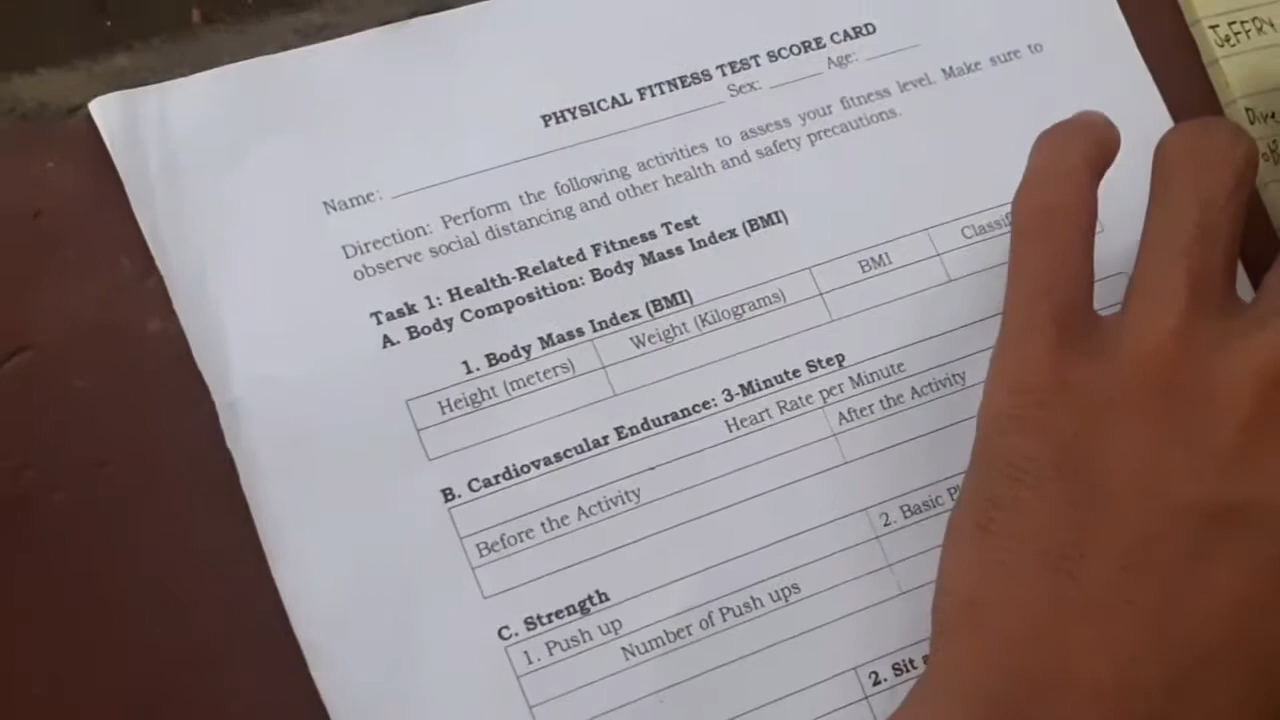 PHYSICAL FITNESS TEST SCORE CARD
Name: Sex: Age:
Direction: Perform the following activities to assess your fitness level. Make sure to
observe social distancing and other health and safety precautions.
Task 1: Health-Related Fitness Test
A. Body Composition: Body Mass Index (BMI)
1. Body Mass Index (BMI)
Height (meters) Weight (Kilograms) BMI
B. Cardiovascular Endurance: 3-Minute Step
Heart Rate per Minute
Before the Activity After the Activity
C. Strength
1. Push up 2. Basic
Number of Push ups
2. Sit
JeFFRY